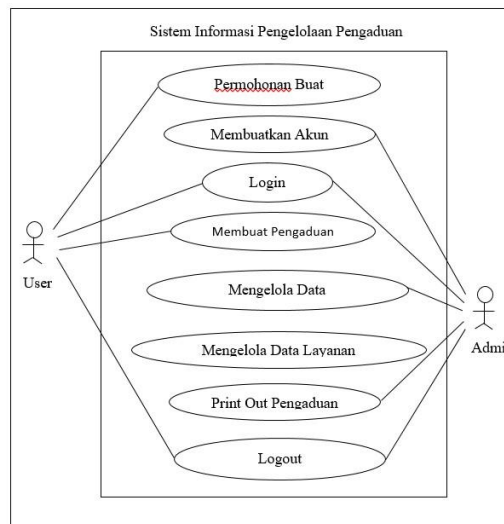 Sistem Informasi Pengelolaan Pengaduan
Permohonan Buat
Membuatkan Akun
Login
Membuat Pengaduan
User
Mengelola Data
Mengelola Data Layanan
Admi
Print Out Pengaduan
Logout